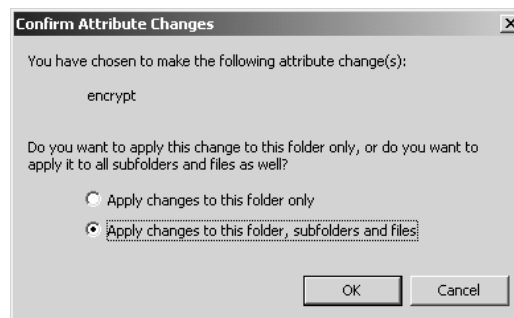 Confirm Attribute Changes
You have chosen to make the following attribute change(s):
encrypt
Do you want to apply this change to this folder only, or do you want to
apply it to all subfolders and files as well?
Apply changes to this folder only
Apply changes to this folder, subfolders and files
OK Cancel